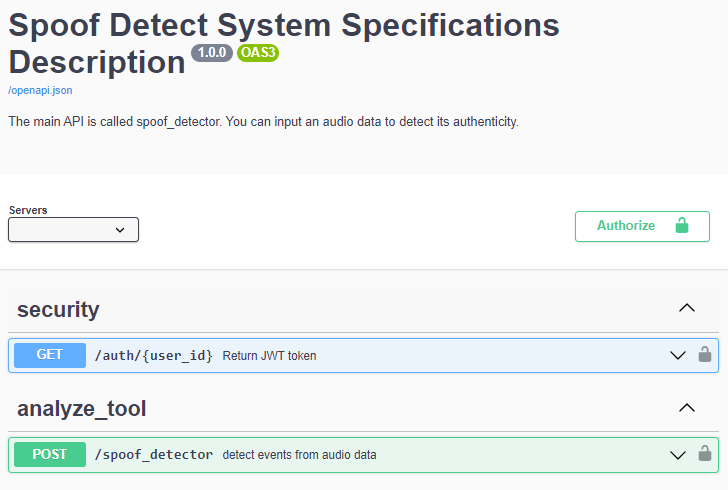 Spoof Detect System Specifications
Description 1.0.0 OAS3
/openapi.json
The main API is called spoof_detector. You can input an audio data to detect its authenticity.
Servers
Authorize
security
GET /auth/{user_id} Return JWT token
analyze_tool
POST /spoof_detector detect events from audio data